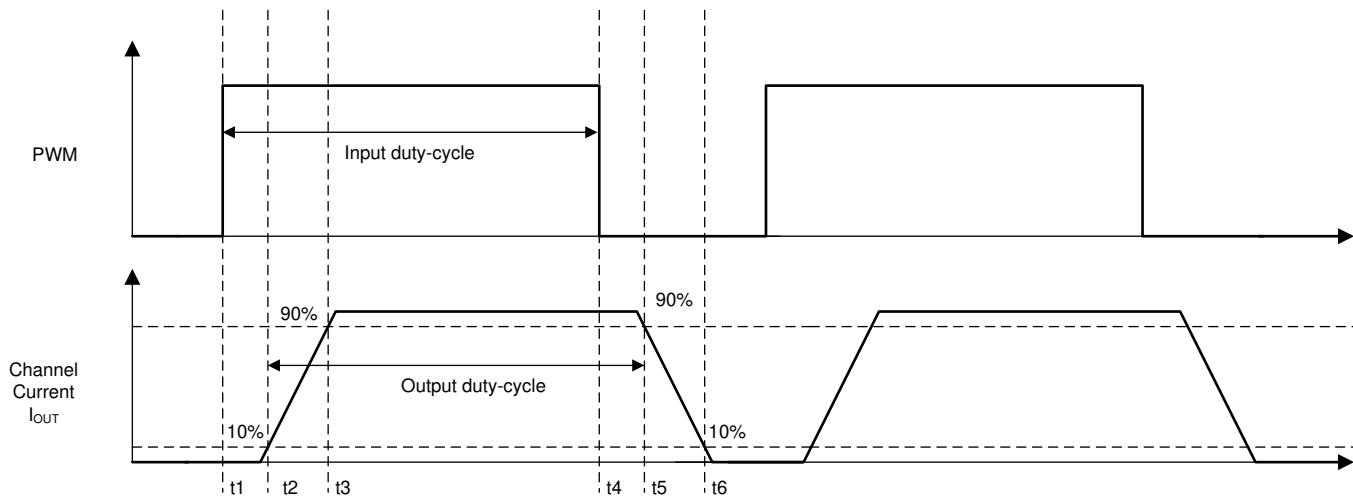 PWM
Input duty-cycle
90%
90%
Channel
Current
IOUT
Output duty-cycle
10%
10%
t1
t2
t3
t4
t5
t6